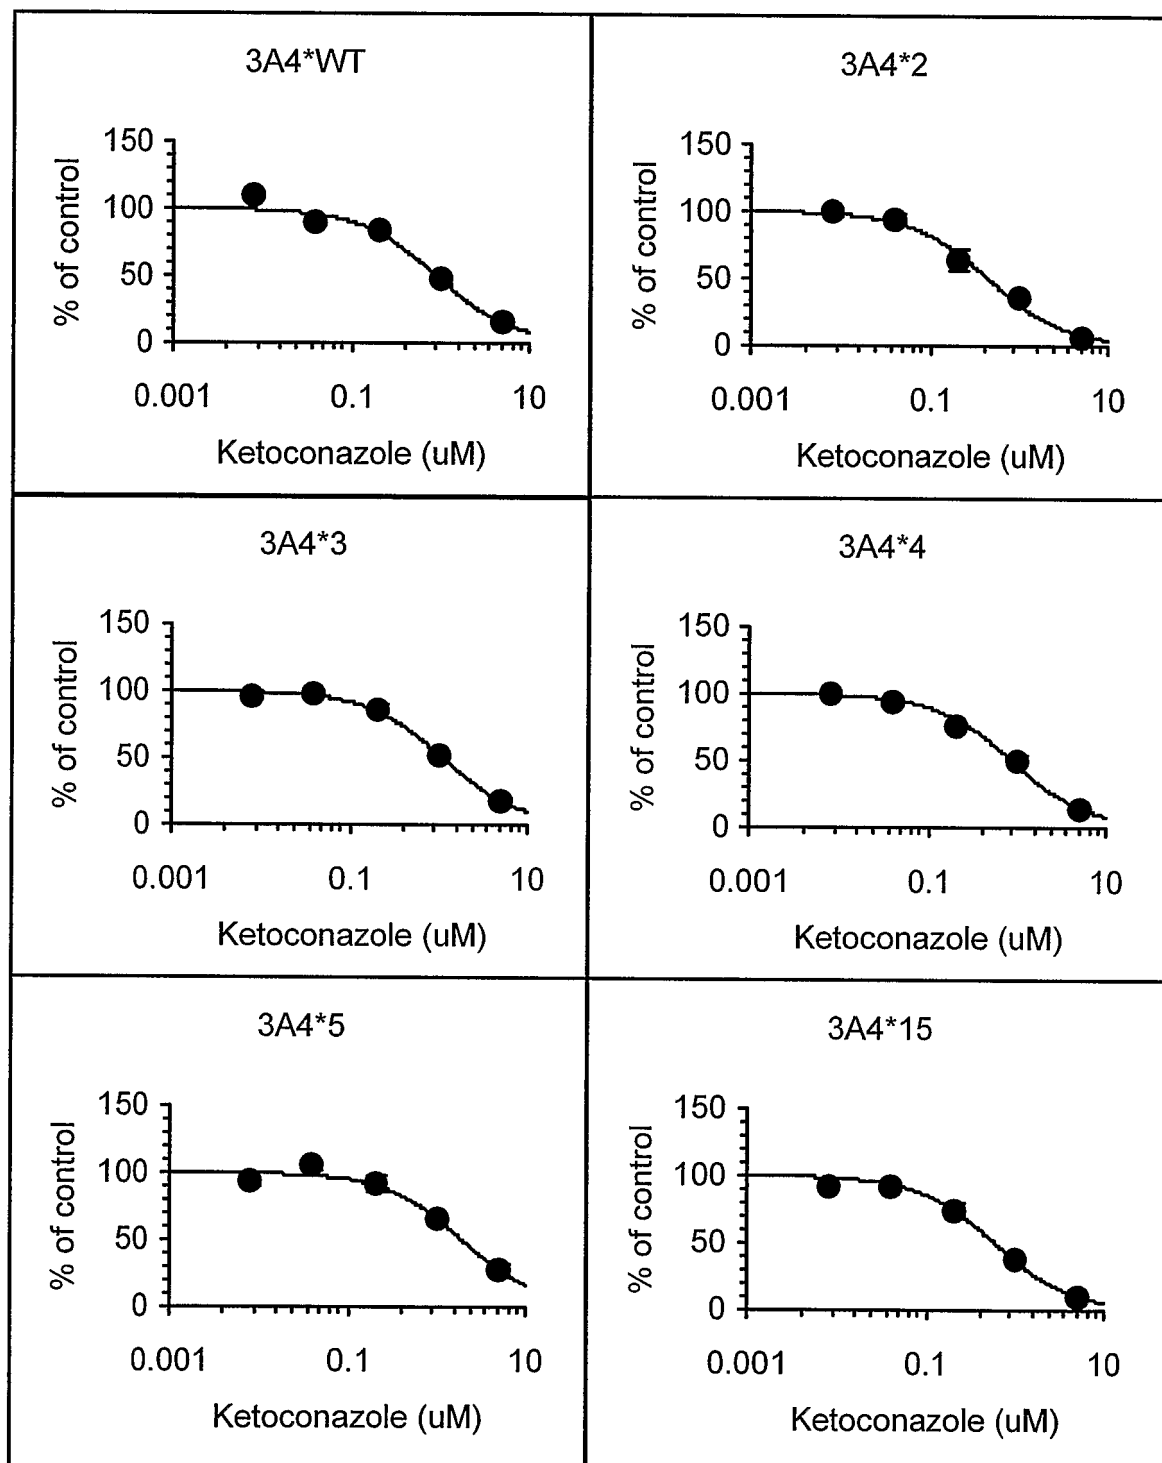 3A4*WT
% of control
150
100
50
0
0.001 0.1 10
Ketoconazole (uM)
3A4*2
% of control
150
100
50
0
0.001 0.1 10
Ketoconazole (uM)
3A4*3
% of control
150
100
50
0
0.001 0.1 10
Ketoconazole (uM)
3A4*4
% of control
150
100
50
0
0.001 0.1 10
Ketoconazole (uM)
3A4*5
% of control
150
100
50
0
0.001 0.1 10
Ketoconazole (uM)
3A4*15
% of control
150
100
50
0
0.001 0.1 10
Ketoconazole (uM)